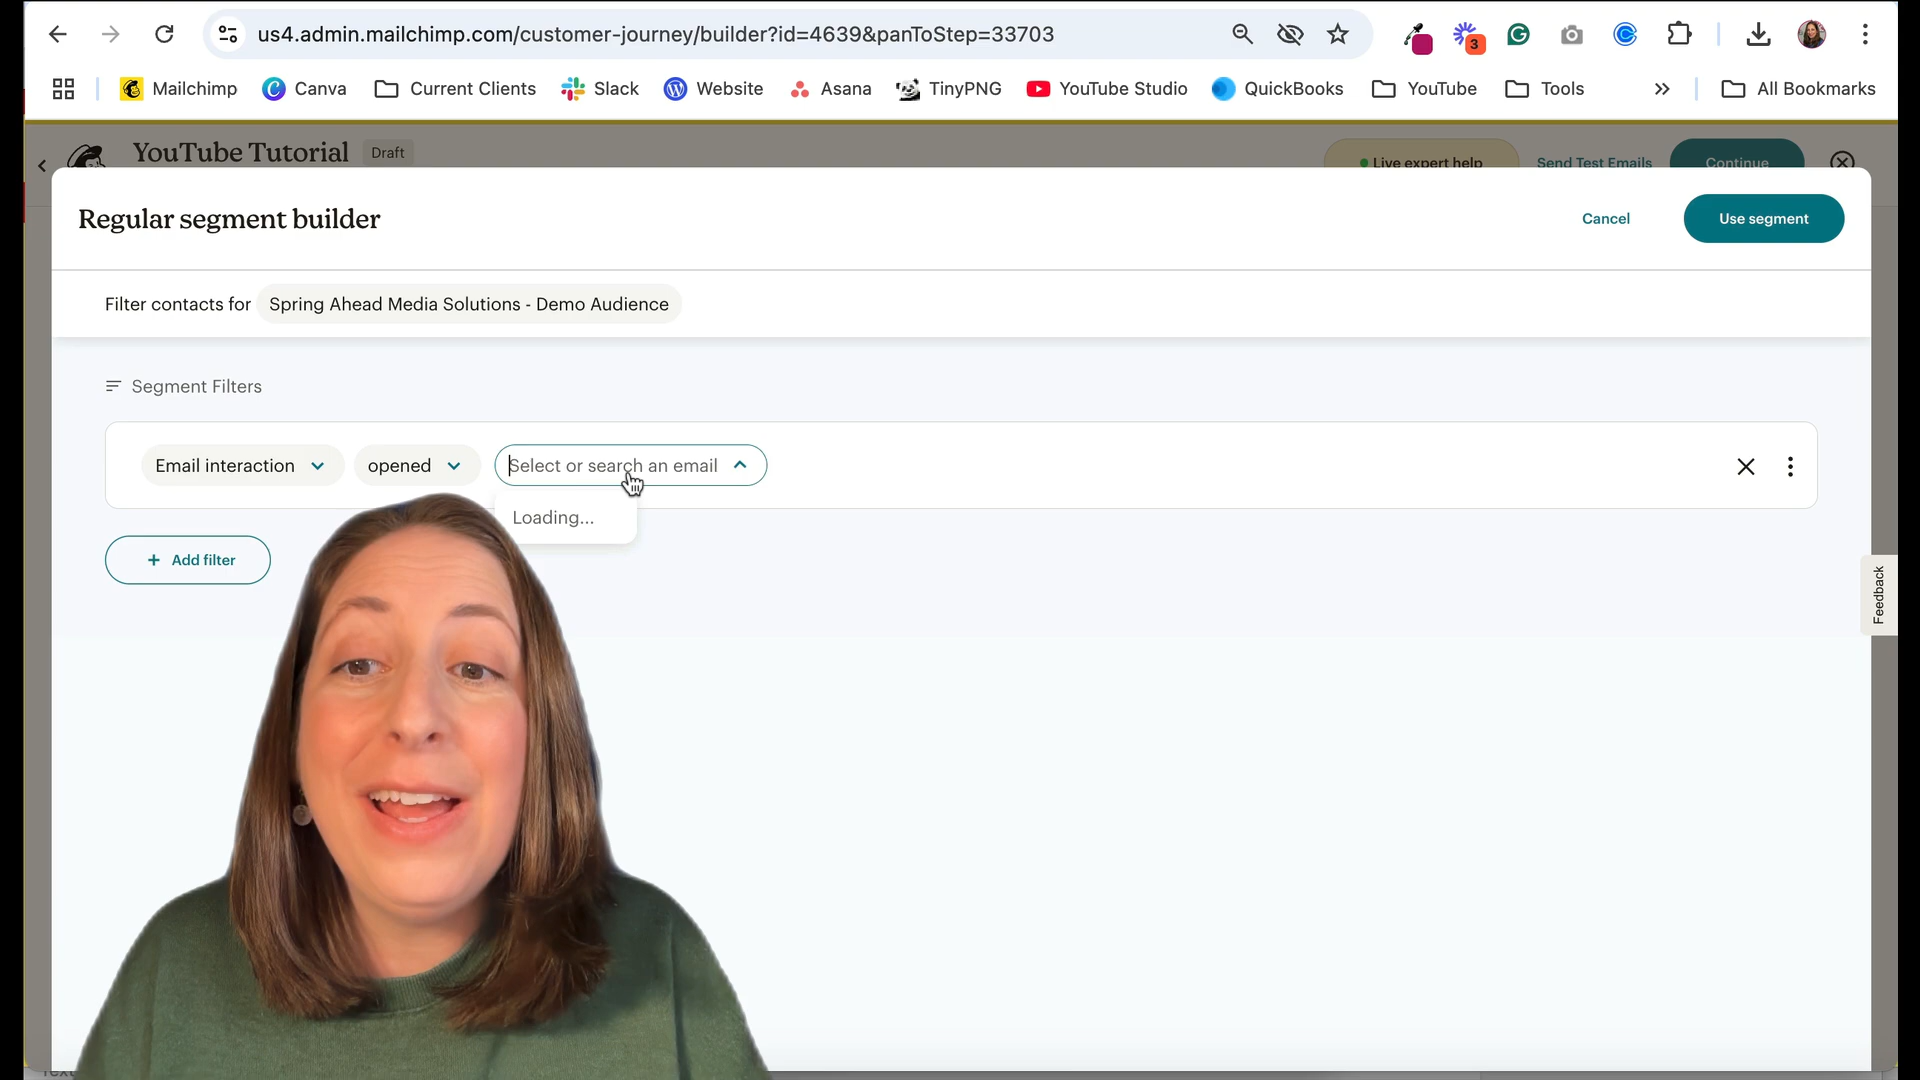 us4.admin.mailchimp.com/customer-journey/builder?id=4639&panToStep=33703
3
Mailchimp Canva Current Clients Slack Website Asana TinyPNG YouTube Studio QuickBooks YouTube Tools » All Bookmarks
YouTube Tutorial Draft
Live expert help Send Test Emails Continue
Regular segment builder
Cancel Use segment
Filter contacts for Spring Ahead Media Solutions - Demo Audience
Segment Filters
Email interaction opened Select or search an email
Loading...
+ Add filter
Feedback